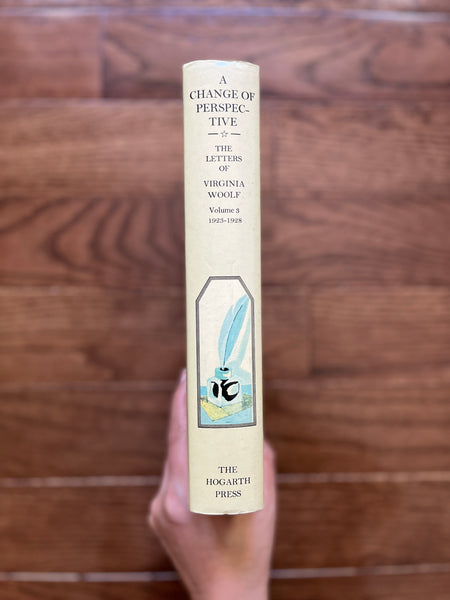 A
CHANGE OF
PERSPEC-
TIVE
THE
LETTERS
OF
VIRGINIA
WOOLF
Volume 3
1923-1928
THE
HOGARTH
PRESS